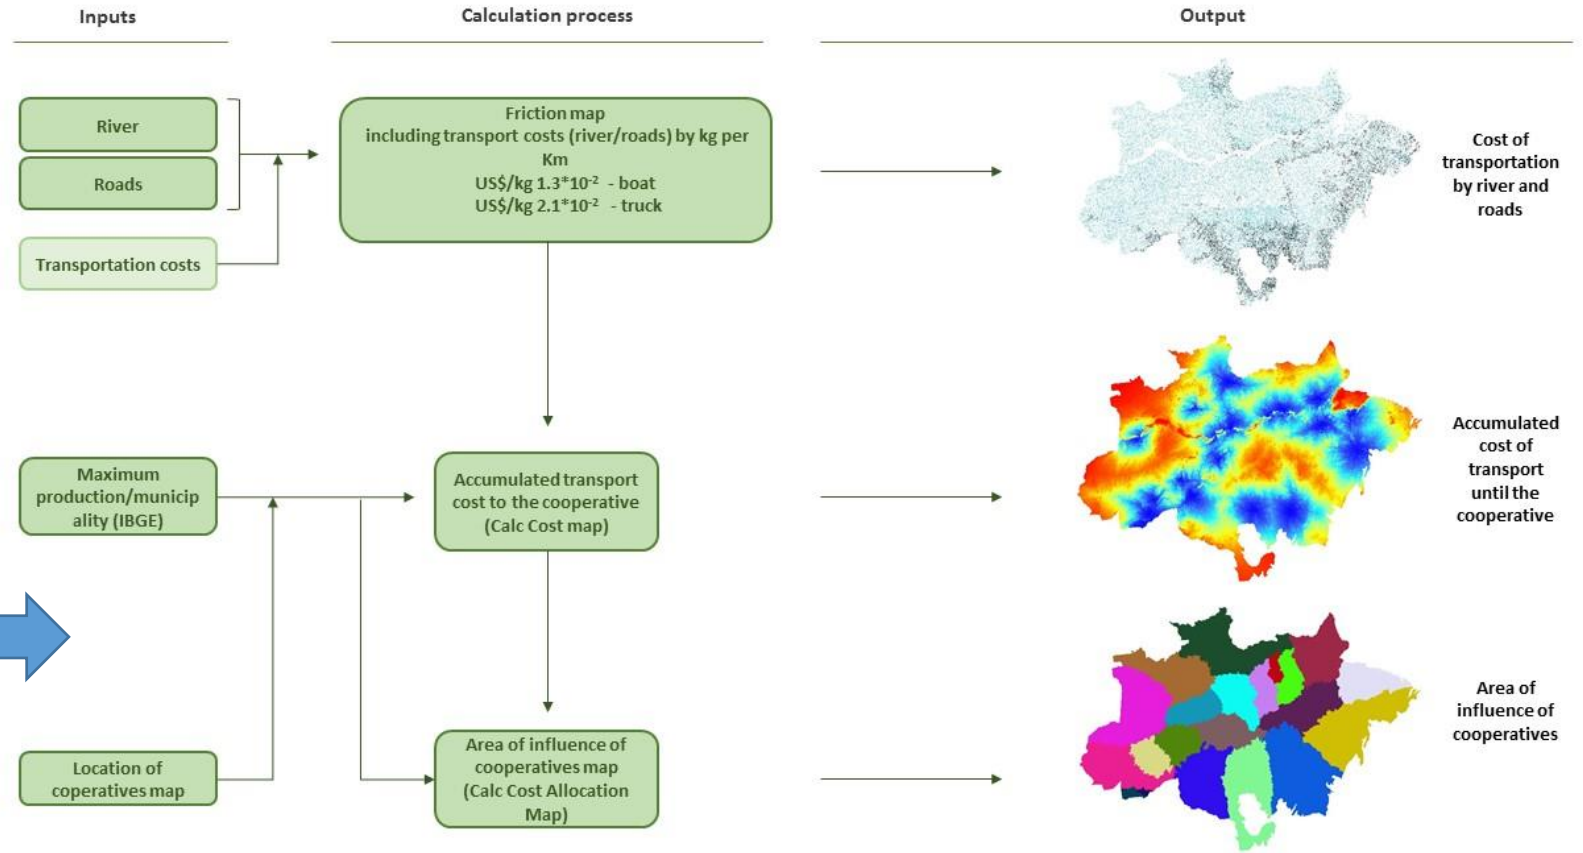 Inputs
Calculation process
Output
River
Roads
Transportation costs
Friction map
including transport costs (river/roads) by kg per
Km
US$/kg 1.3*10⁻² - boat
US$/kg 2.1*10⁻² - truck
Cost of
transportation
by river and
roads
Maximum
production/municip
ality (IBGE)
Accumulated transport
cost to the cooperative
(Calc Cost map)
Accumulated
cost of
transport
until the
cooperative
Location of
coperatives map
Area of influence of
cooperatives map
(Calc Cost Allocation
Map)
Area of
influence of
cooperatives